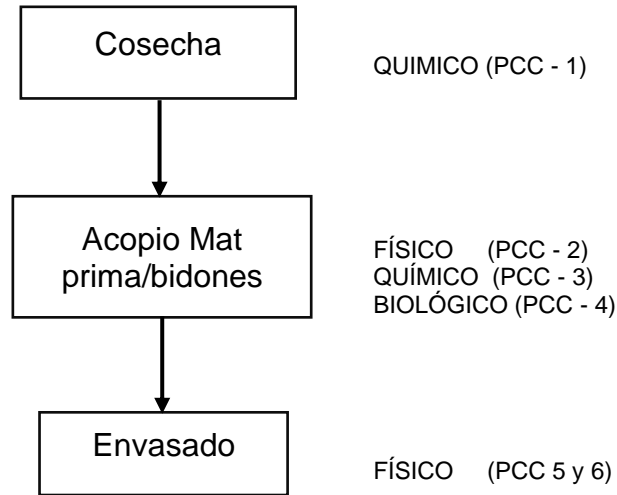 Cosecha
QUIMICO (PCC - 1)
Acopio Mat
prima/bidones
FÍSICO (PCC - 2)
QUÍMICO (PCC - 3)
BIOLÓGICO (PCC - 4)
Envasado
FÍSICO (PCC 5 y 6)